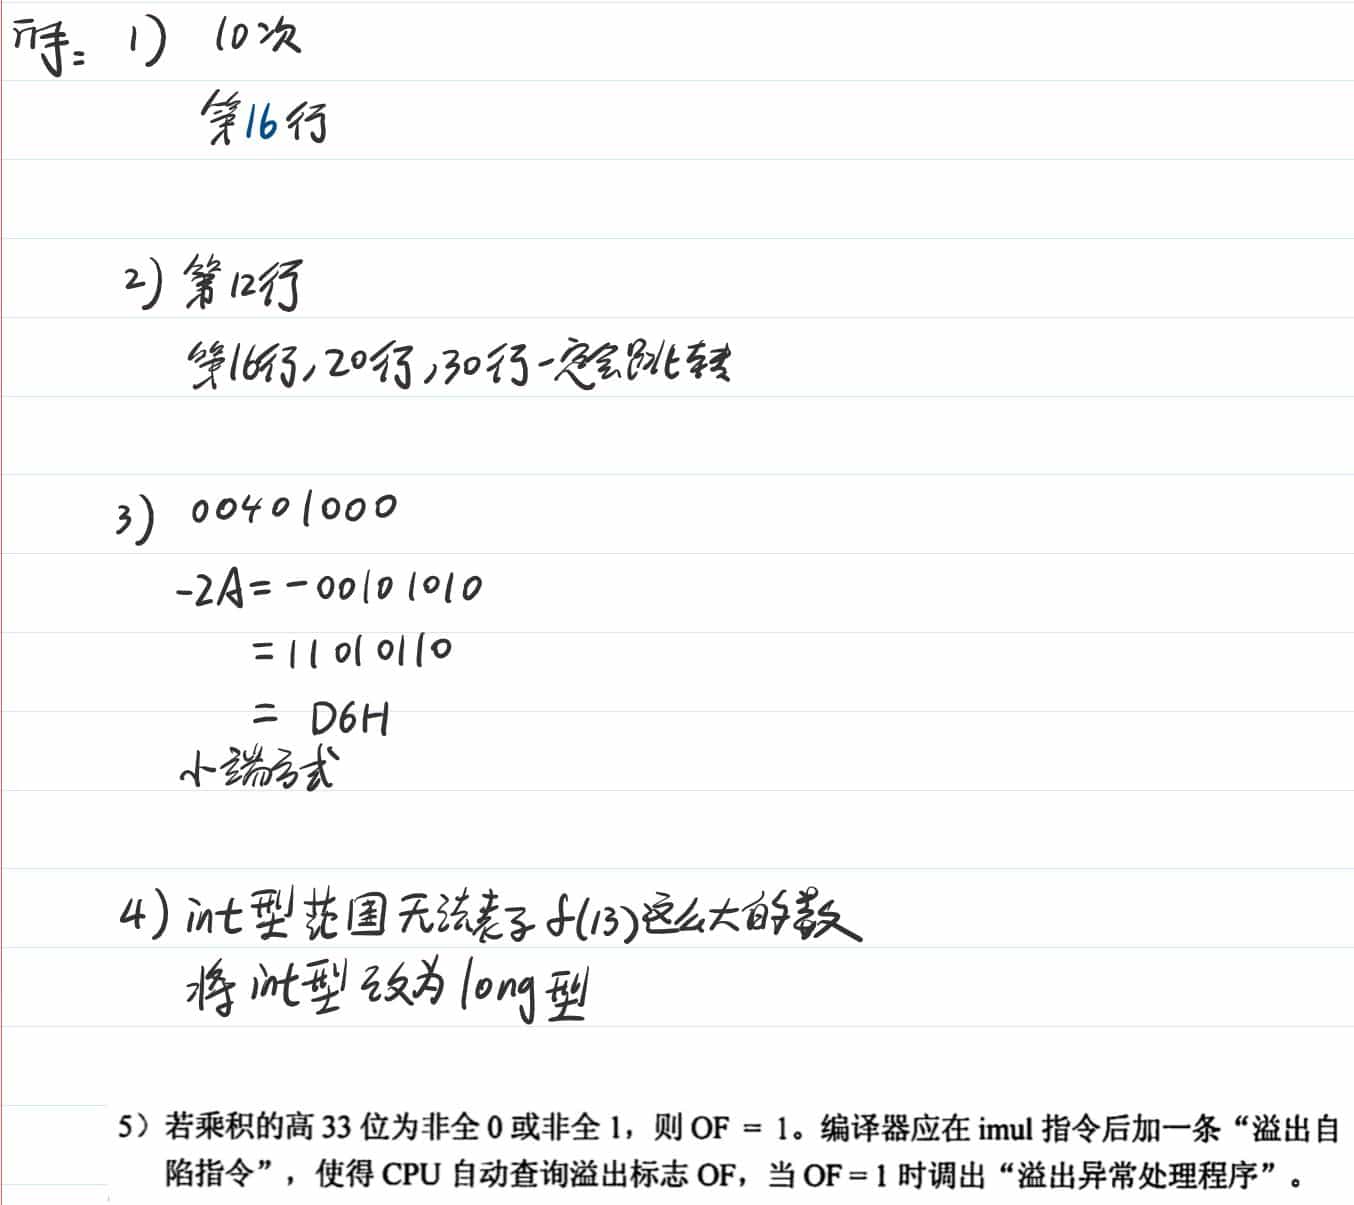 解: 1) 10次
第16行
2) 第12行
第16行,20行,30行一定会跳转
3) 00401000
-2A=-00101010
=11010110
= D6H
小端方式
4) int型范围无法表示f(13)这么大的数
将int型改为long型
5）若乘积的高 33 位为非全 0 或非全 1，则 OF = 1。编译器应在 imul 指令后加一条“溢出自
陷指令”，使得 CPU 自动查询溢出标志 OF，当 OF = 1 时调出“溢出异常处理程序”。